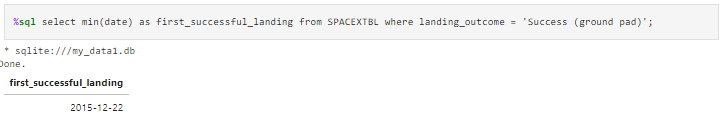 %sql select min(date) as first_successful_landing from SPACEXTBL where landing_outcome = 'Success (ground pad)';
* sqlite:///my_data1.db
Done.
first_successful_landing
2015-12-22